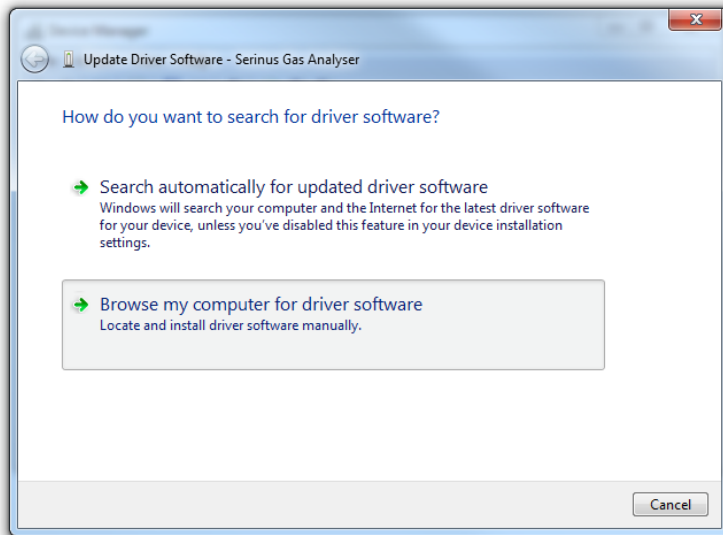 Device Manager
Update Driver Software - Serinus Gas Analyser
How do you want to search for driver software?
Search automatically for updated driver software
Windows will search your computer and the Internet for the latest driver software
for your device, unless you've disabled this feature in your device installation
settings.
Browse my computer for driver software
Locate and install driver software manually.
Cancel